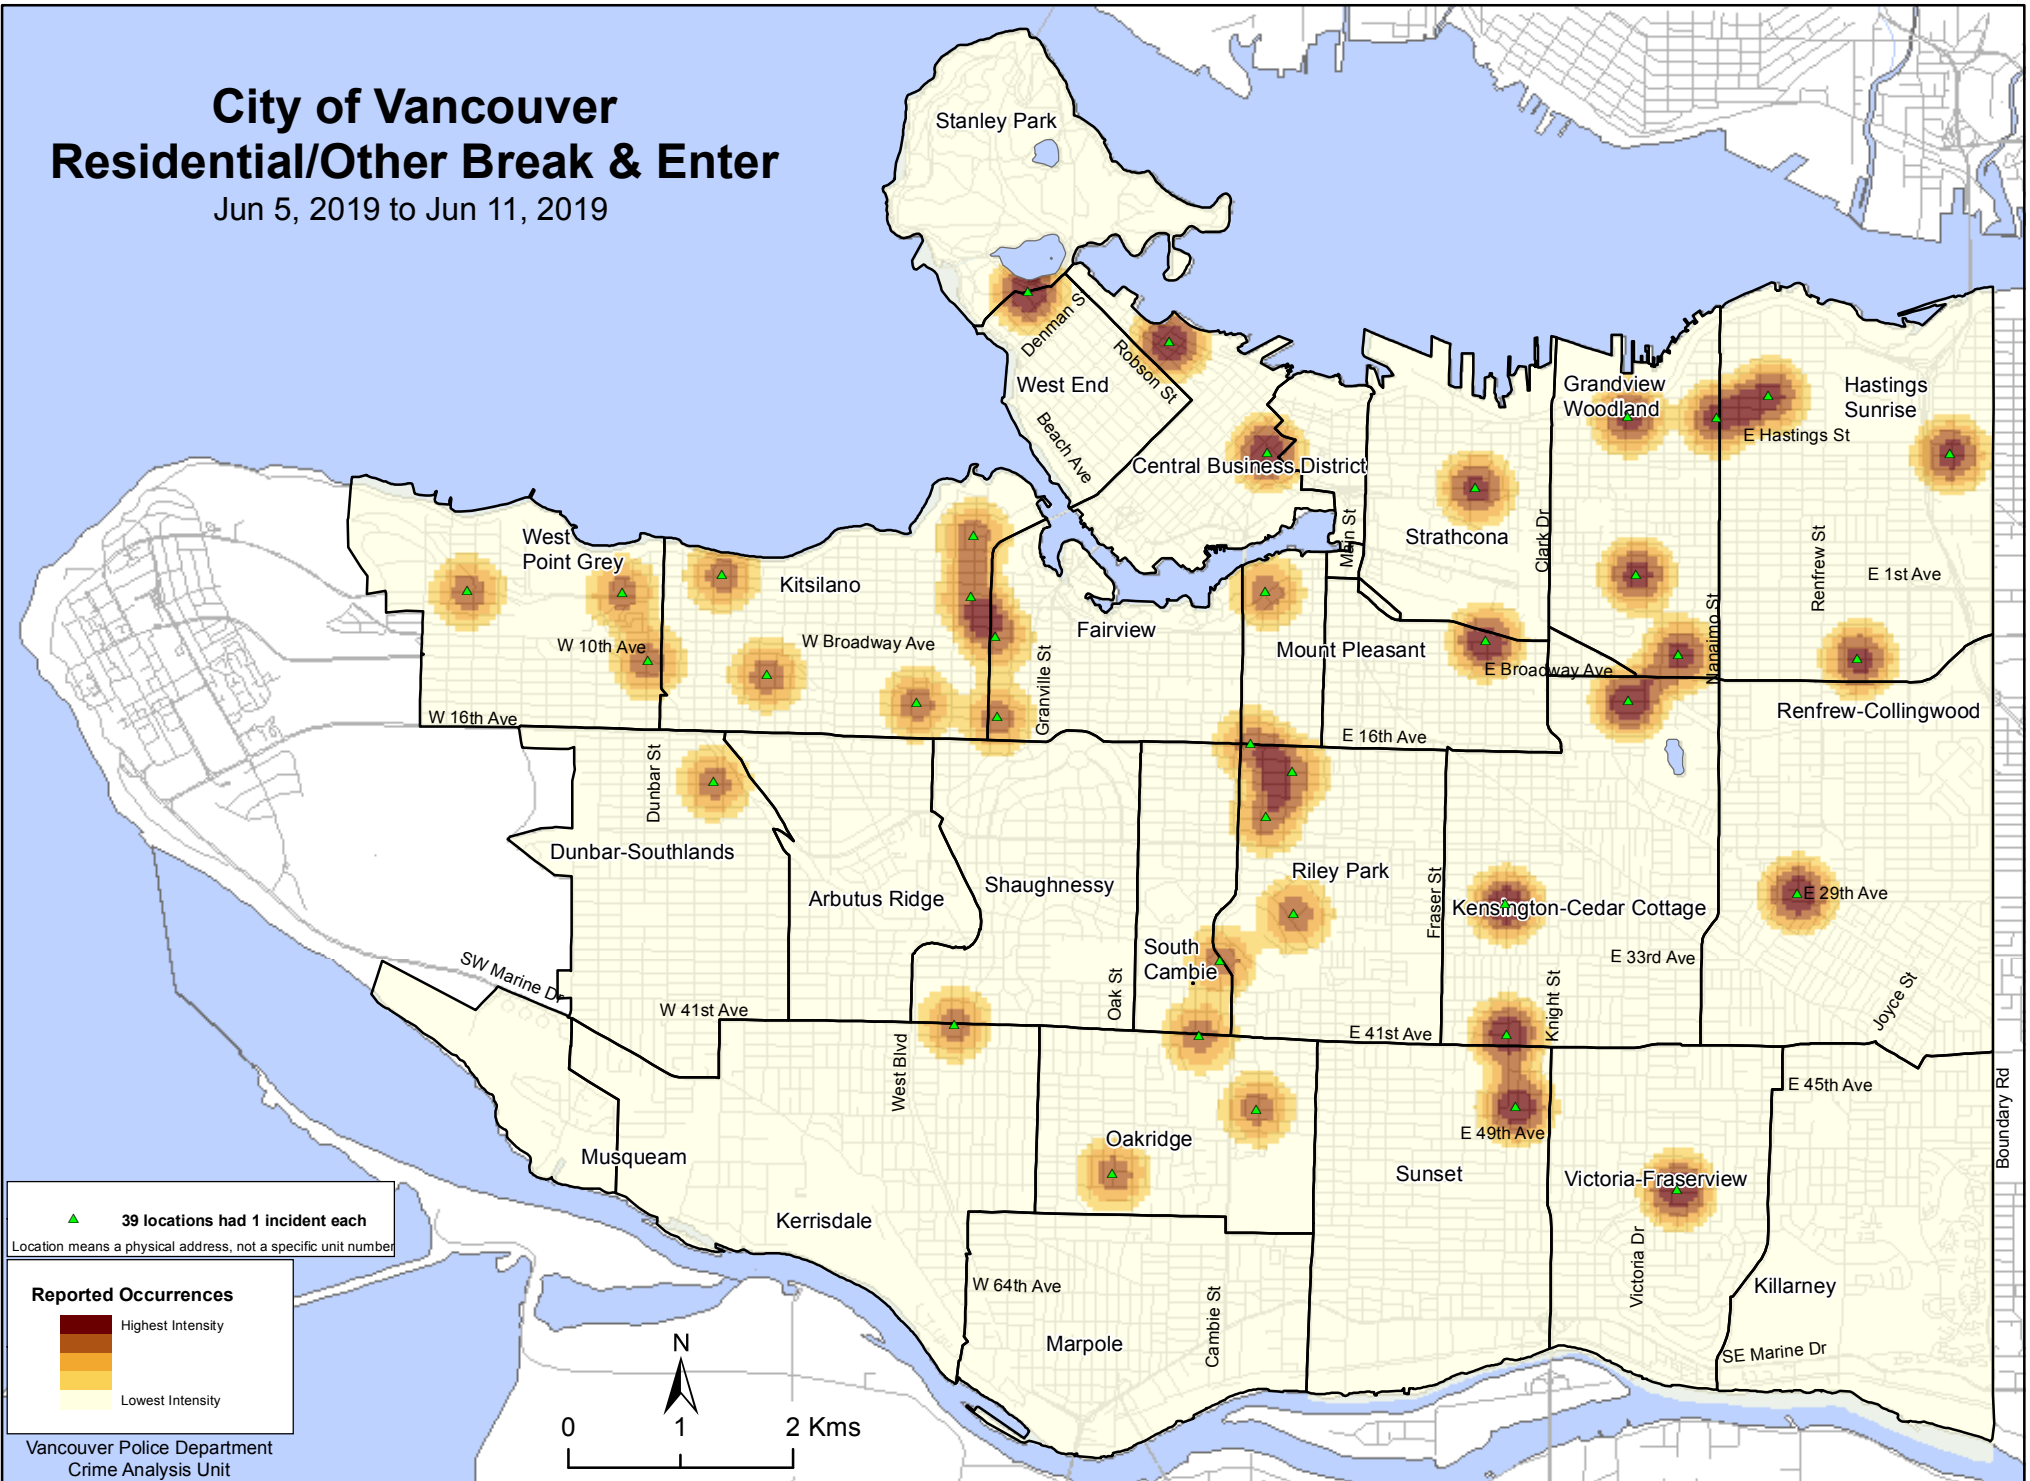 City of Vancouver
Residential/Other Break & Enter
Jun 5, 2019 to Jun 11, 2019
Stanley Park
Denman S
Robson St
West End
Beach Ave
Central Business District
Grandview
Woodland
Hastings
Sunrise
E Hastings St
West
Point Grey
Kitsilano
W 10th Ave
W Broadway Ave
Fairview
Granville St
Main St
Strathcona
Clark Dr
Nanaimo St
Renfrew St
E 1st Ave
Mount Pleasant
E Broadway Ave
W 16th Ave
E 16th Ave
Renfrew-Collingwood
Dunbar St
Dunbar-Southlands
Arbutus Ridge
Shaughnessy
Riley Park
Fraser St
Kensington-Cedar Cottage
E 29th Ave
South
Cambie
E 33rd Ave
SW Marine Dr
W 41st Ave
Oak St
E 41st Ave
Knight St
Joyce St
West Blvd
E 45th Ave
Boundary Rd
Musqueam
Oakridge
E 49th Ave
Sunset
Victoria-Fraserview
Kerrisdale
W 64th Ave
Marpole
Cambie St
Victoria Dr
Killarney
SE Marine Dr
39 locations had 1 incident each
Location means a physical address, not a specific unit number
Reported Occurrences
Highest Intensity
Lowest Intensity
Vancouver Police Department
Crime Analysis Unit
N
0 1 2 Kms